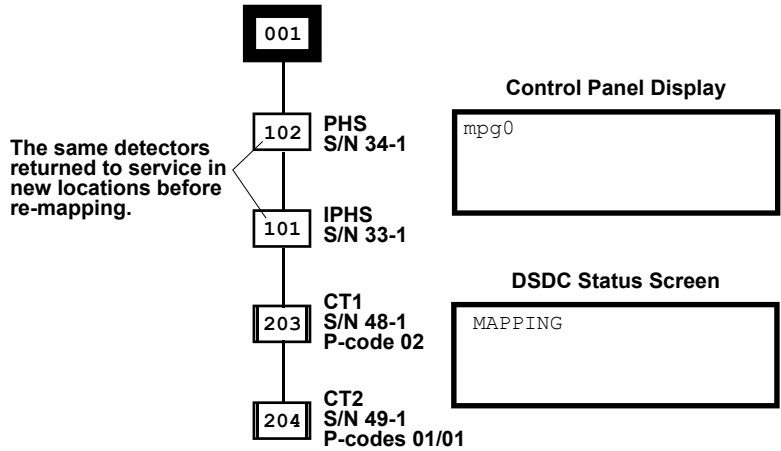 001
102
PHS
S/N 34-1
The same detectors
returned to service in
new locations before
re-mapping.
101
IPHS
S/N 33-1
203
CT1
S/N 48-1
P-code 02
204
CT2
S/N 49-1
P-codes 01/01
Control Panel Display
mpg0
DSDC Status Screen
MAPPING